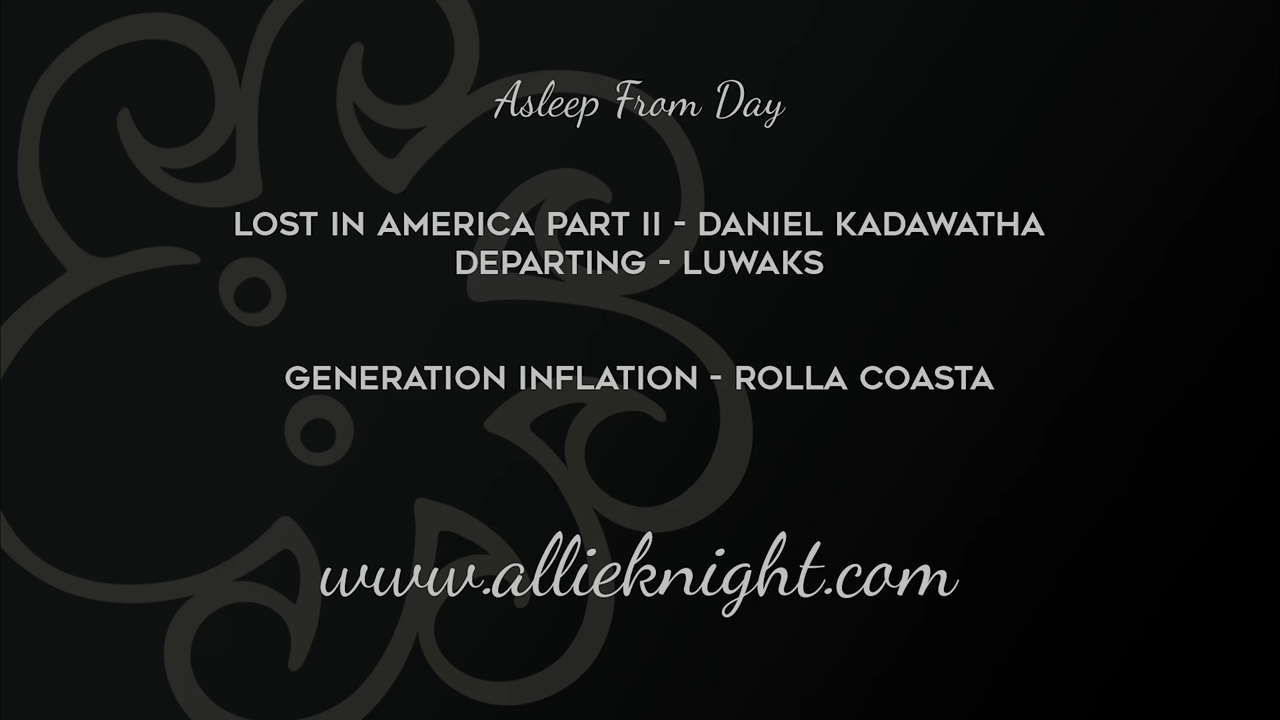 Asleep From Day
LOST IN AMERICA PART II - DANIEL KADAWATHA
DEPARTING - LUWAKS
GENERATION INFLATION - ROLLA COASTA
www.allieknight.com